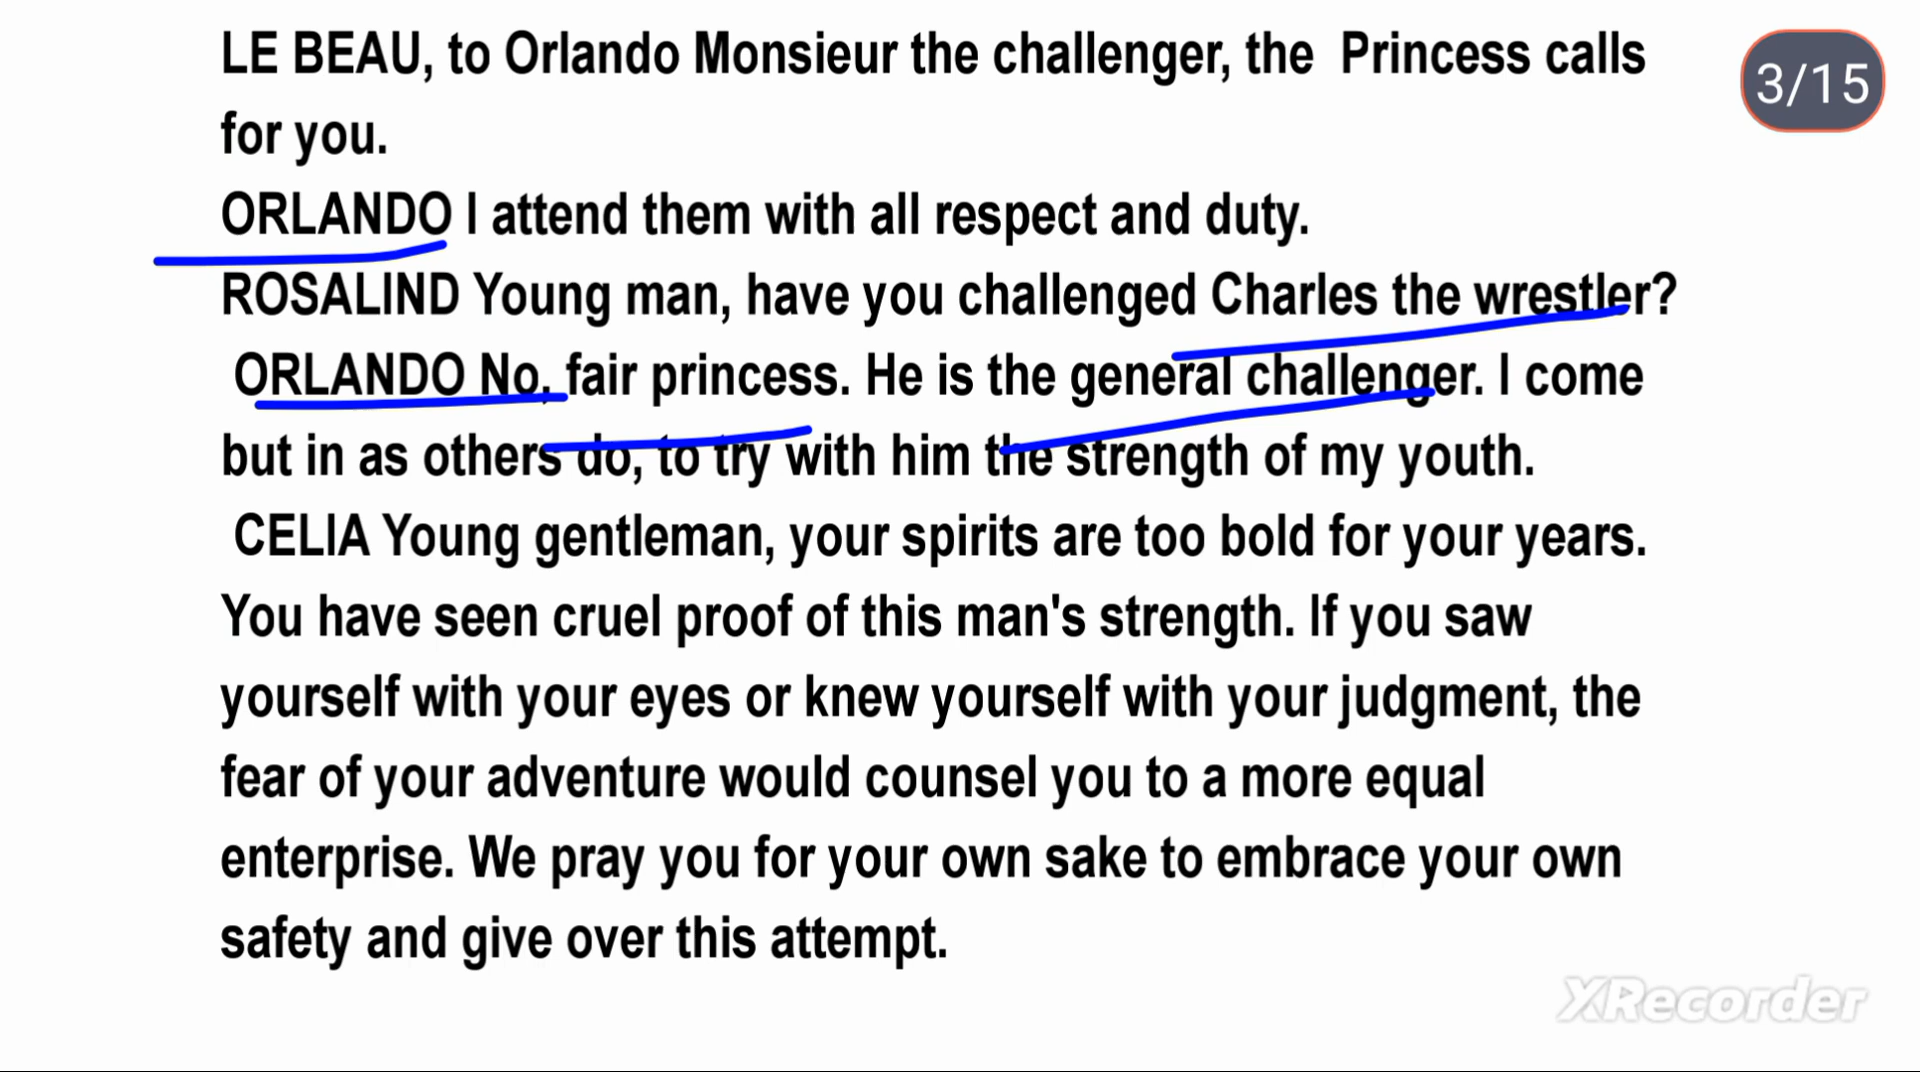 LE BEAU, to Orlando Monsieur the challenger, the Princess calls
for you.
ORLANDO I attend them with all respect and duty.
ROSALIND Young man, have you challenged Charles the wrestler?
ORLANDO No, fair princess. He is the general challenger. I come
but in as others do, to try with him the strength of my youth.
CELIA Young gentleman, your spirits are too bold for your years.
You have seen cruel proof of this man's strength. If you saw
yourself with your eyes or knew yourself with your judgment, the
fear of your adventure would counsel you to a more equal
enterprise. We pray you for your own sake to embrace your own
safety and give over this attempt.
3/15
XRecorder